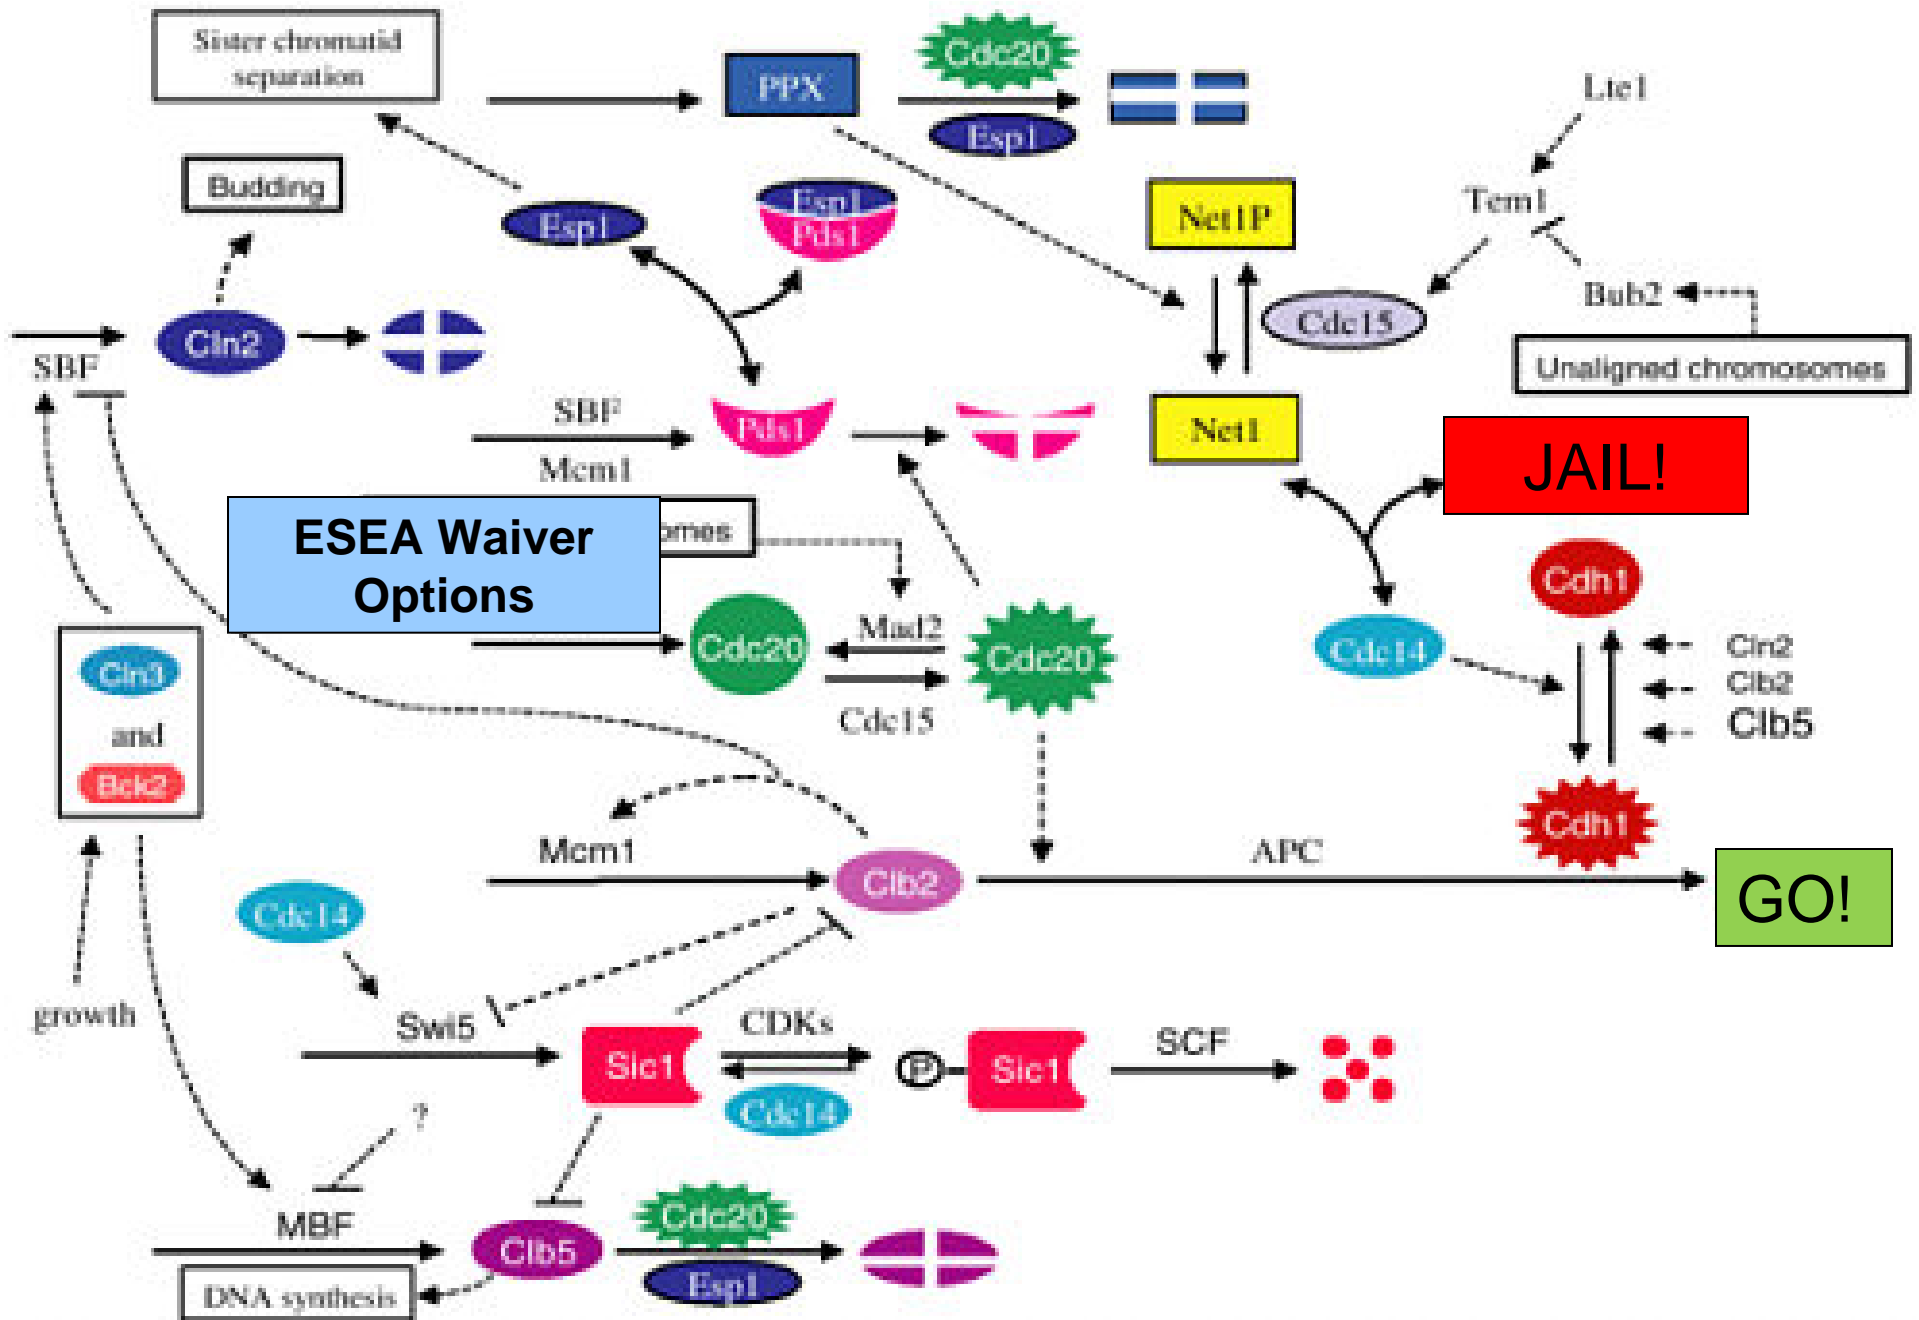 Sister chromatid
separation
PPX
Cdc20
Esp1
Lte1
Budding
Esp1
Esp1
Pds1
Net1P
Tem1
Bub2
Cdc15
Unaligned chromosomes
SBF
Cln2
SBF
Mcm1
Pds1
Net1
JAIL!
ESEA Waiver
Options
omes
Cdh1
Cdc20
Mad2
Cdc20
Cdc15
Cdc14
Cln2
Clb2
Clb5
Cln3
and
Bck2
Cdh1
Mcm1
Clb2
APC
GO!
Cdc14
growth
Swi5
Sic1
CDKs
Cdc14
P
Sic1
SCF
?
MBF
Clb5
Cdc20
Esp1
DNA synthesis